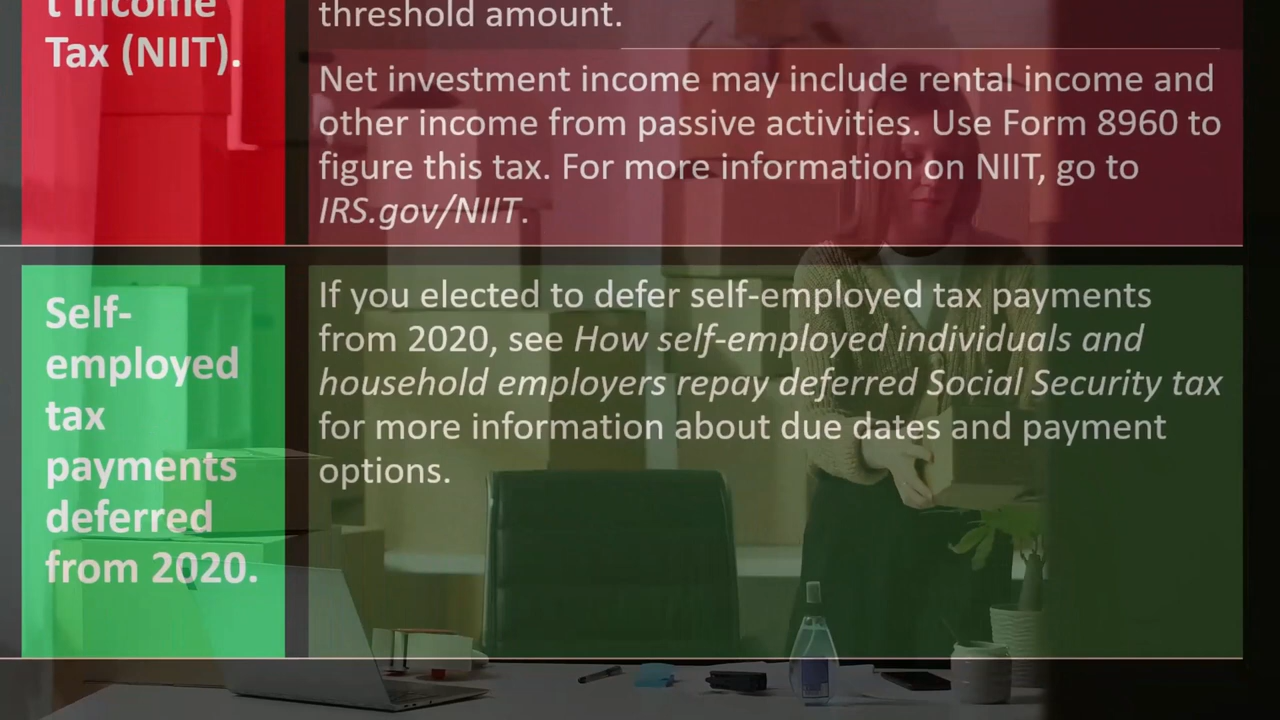 t Income
Tax (NIIT).
threshold amount.
Net investment income may include rental income and
other income from passive activities. Use Form 8960 to
figure this tax. For more information on NIIT, go to
IRS.gov/NIIT.
Self-
employed
tax
payments
deferred
from 2020.
If you elected to defer self-employed tax payments
from 2020, see How self-employed individuals and
household employers repay deferred Social Security tax
for more information about due dates and payment
options.